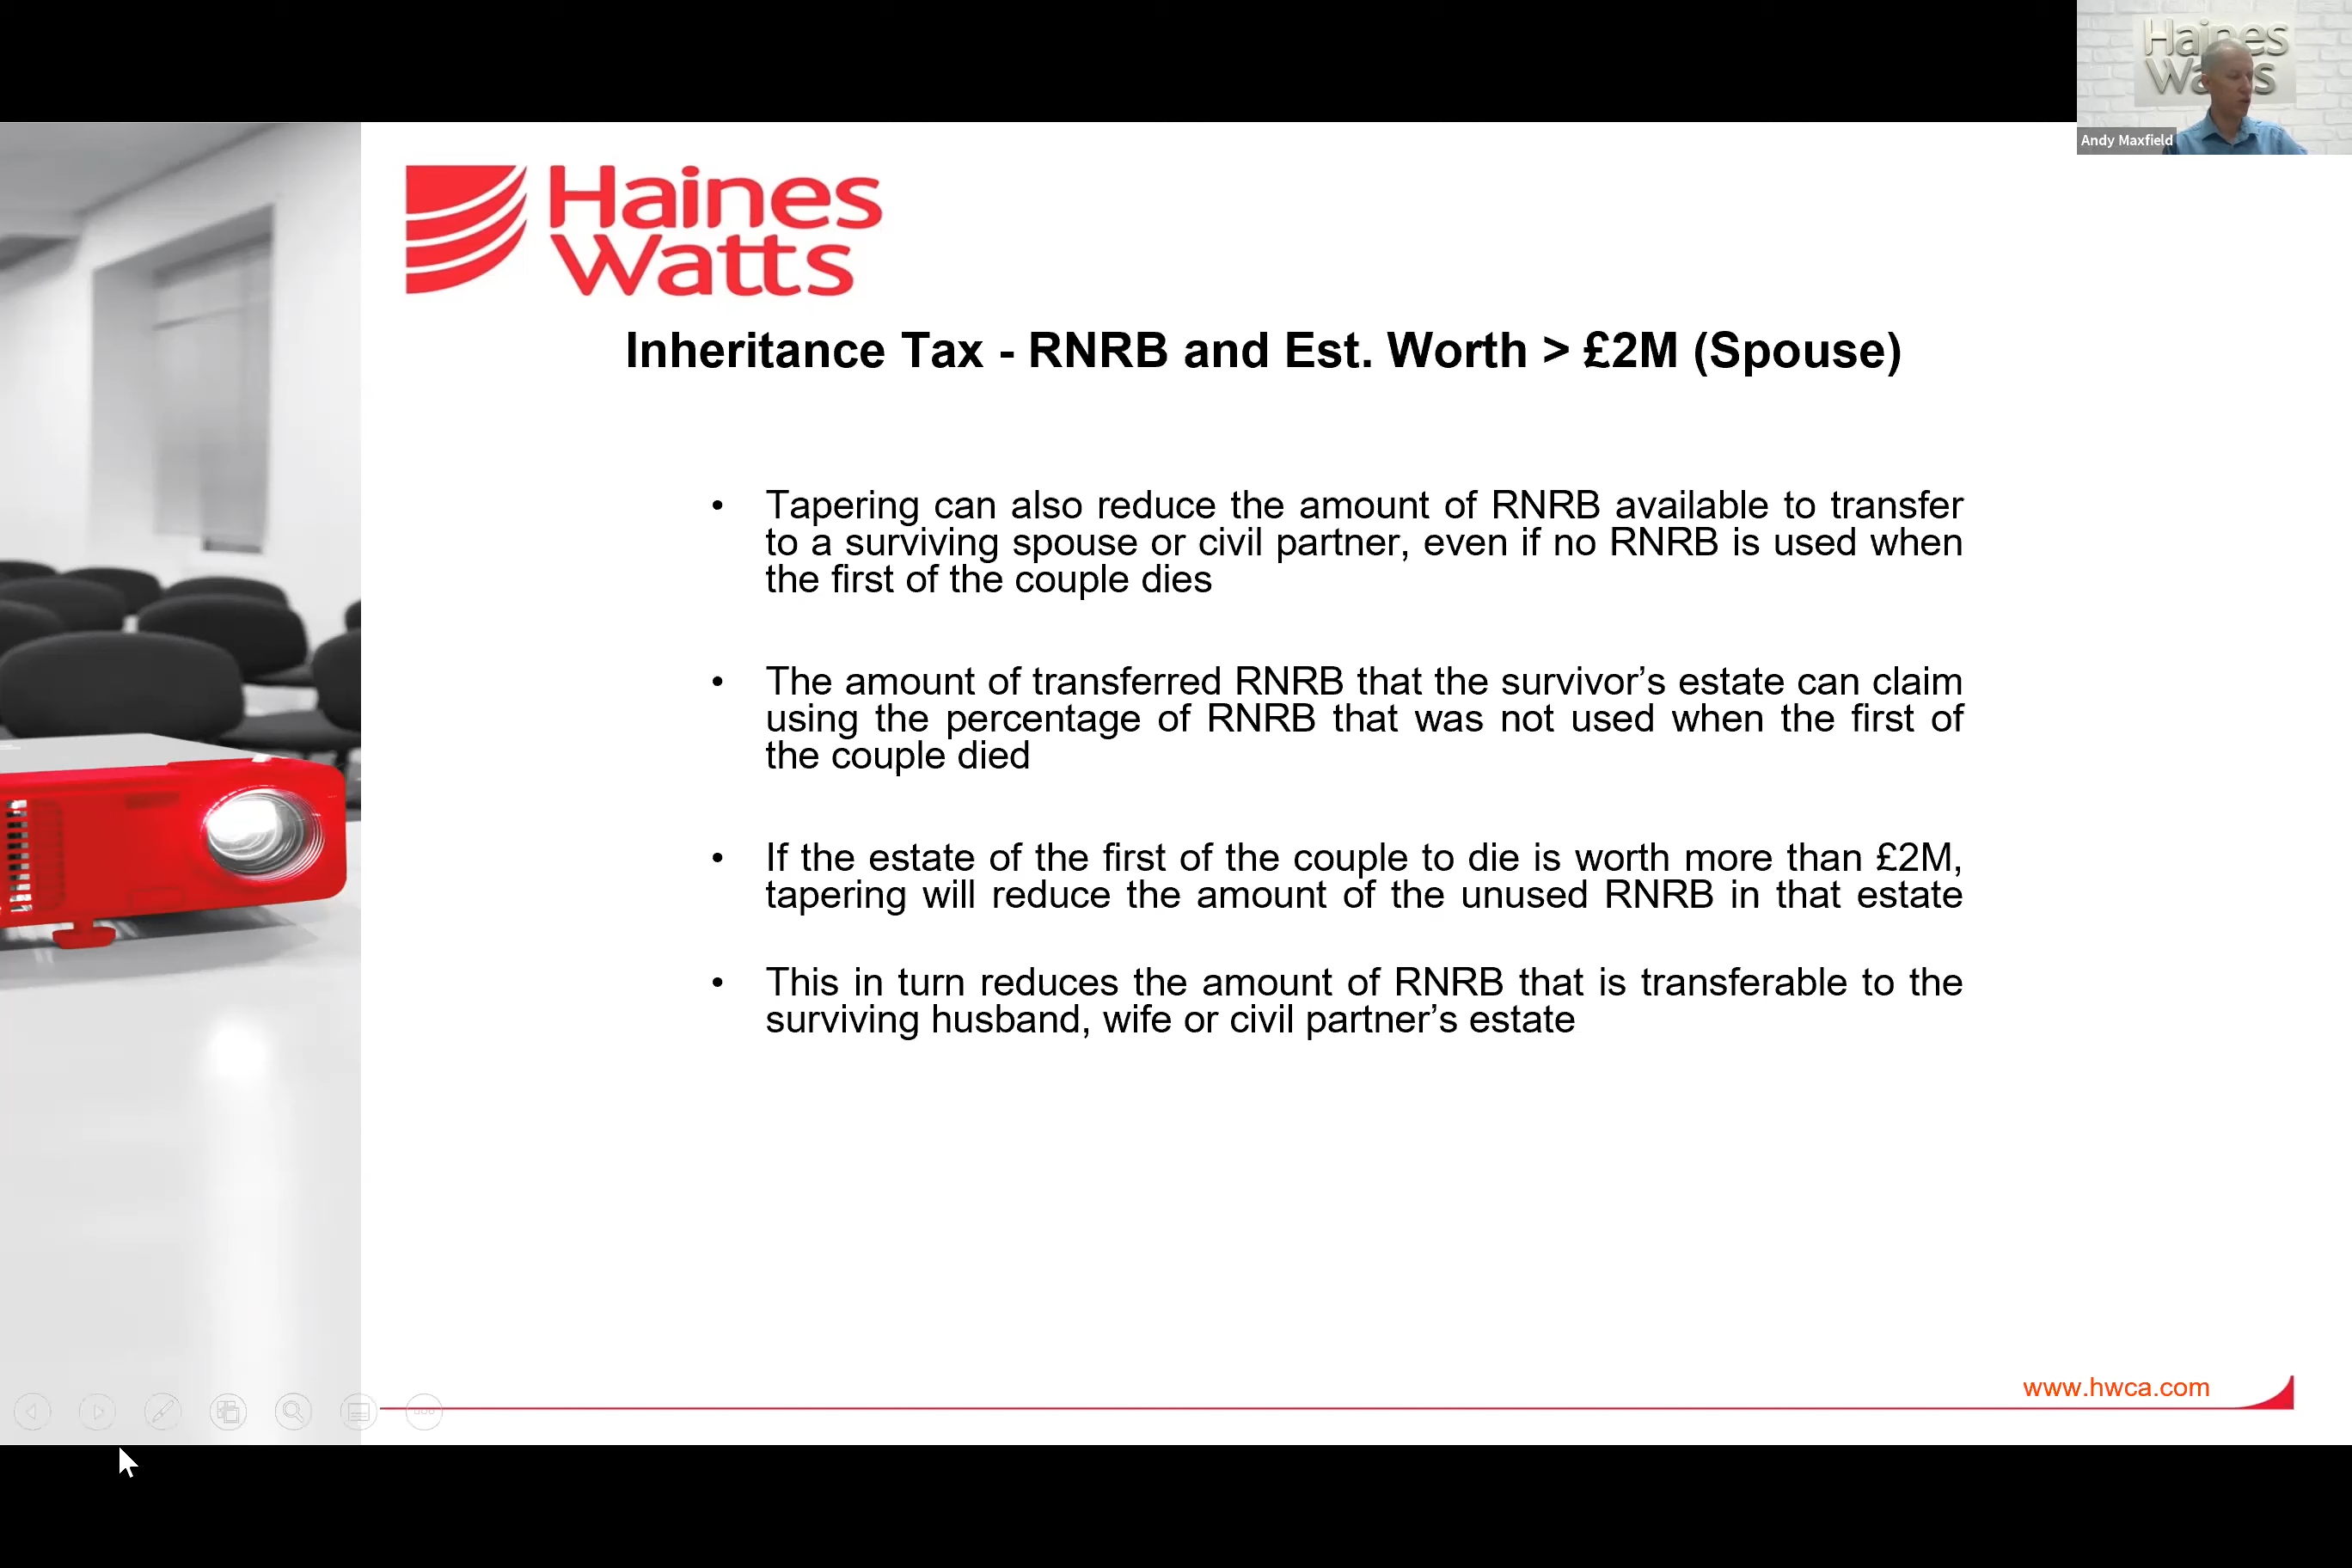 Haines
Watts
Andy Maxfield
Haines
Watts
Inheritance Tax - RNRB and Est. Worth > £2M (Spouse)
• Tapering can also reduce the amount of RNRB available to transfer
to a surviving spouse or civil partner, even if no RNRB is used when
the first of the couple dies
• The amount of transferred RNRB that the survivor’s estate can claim
using the percentage of RNRB that was not used when the first of
the couple died
• If the estate of the first of the couple to die is worth more than £2M,
tapering will reduce the amount of the unused RNRB in that estate
• This in turn reduces the amount of RNRB that is transferable to the
surviving husband, wife or civil partner’s estate
www.hwca.com